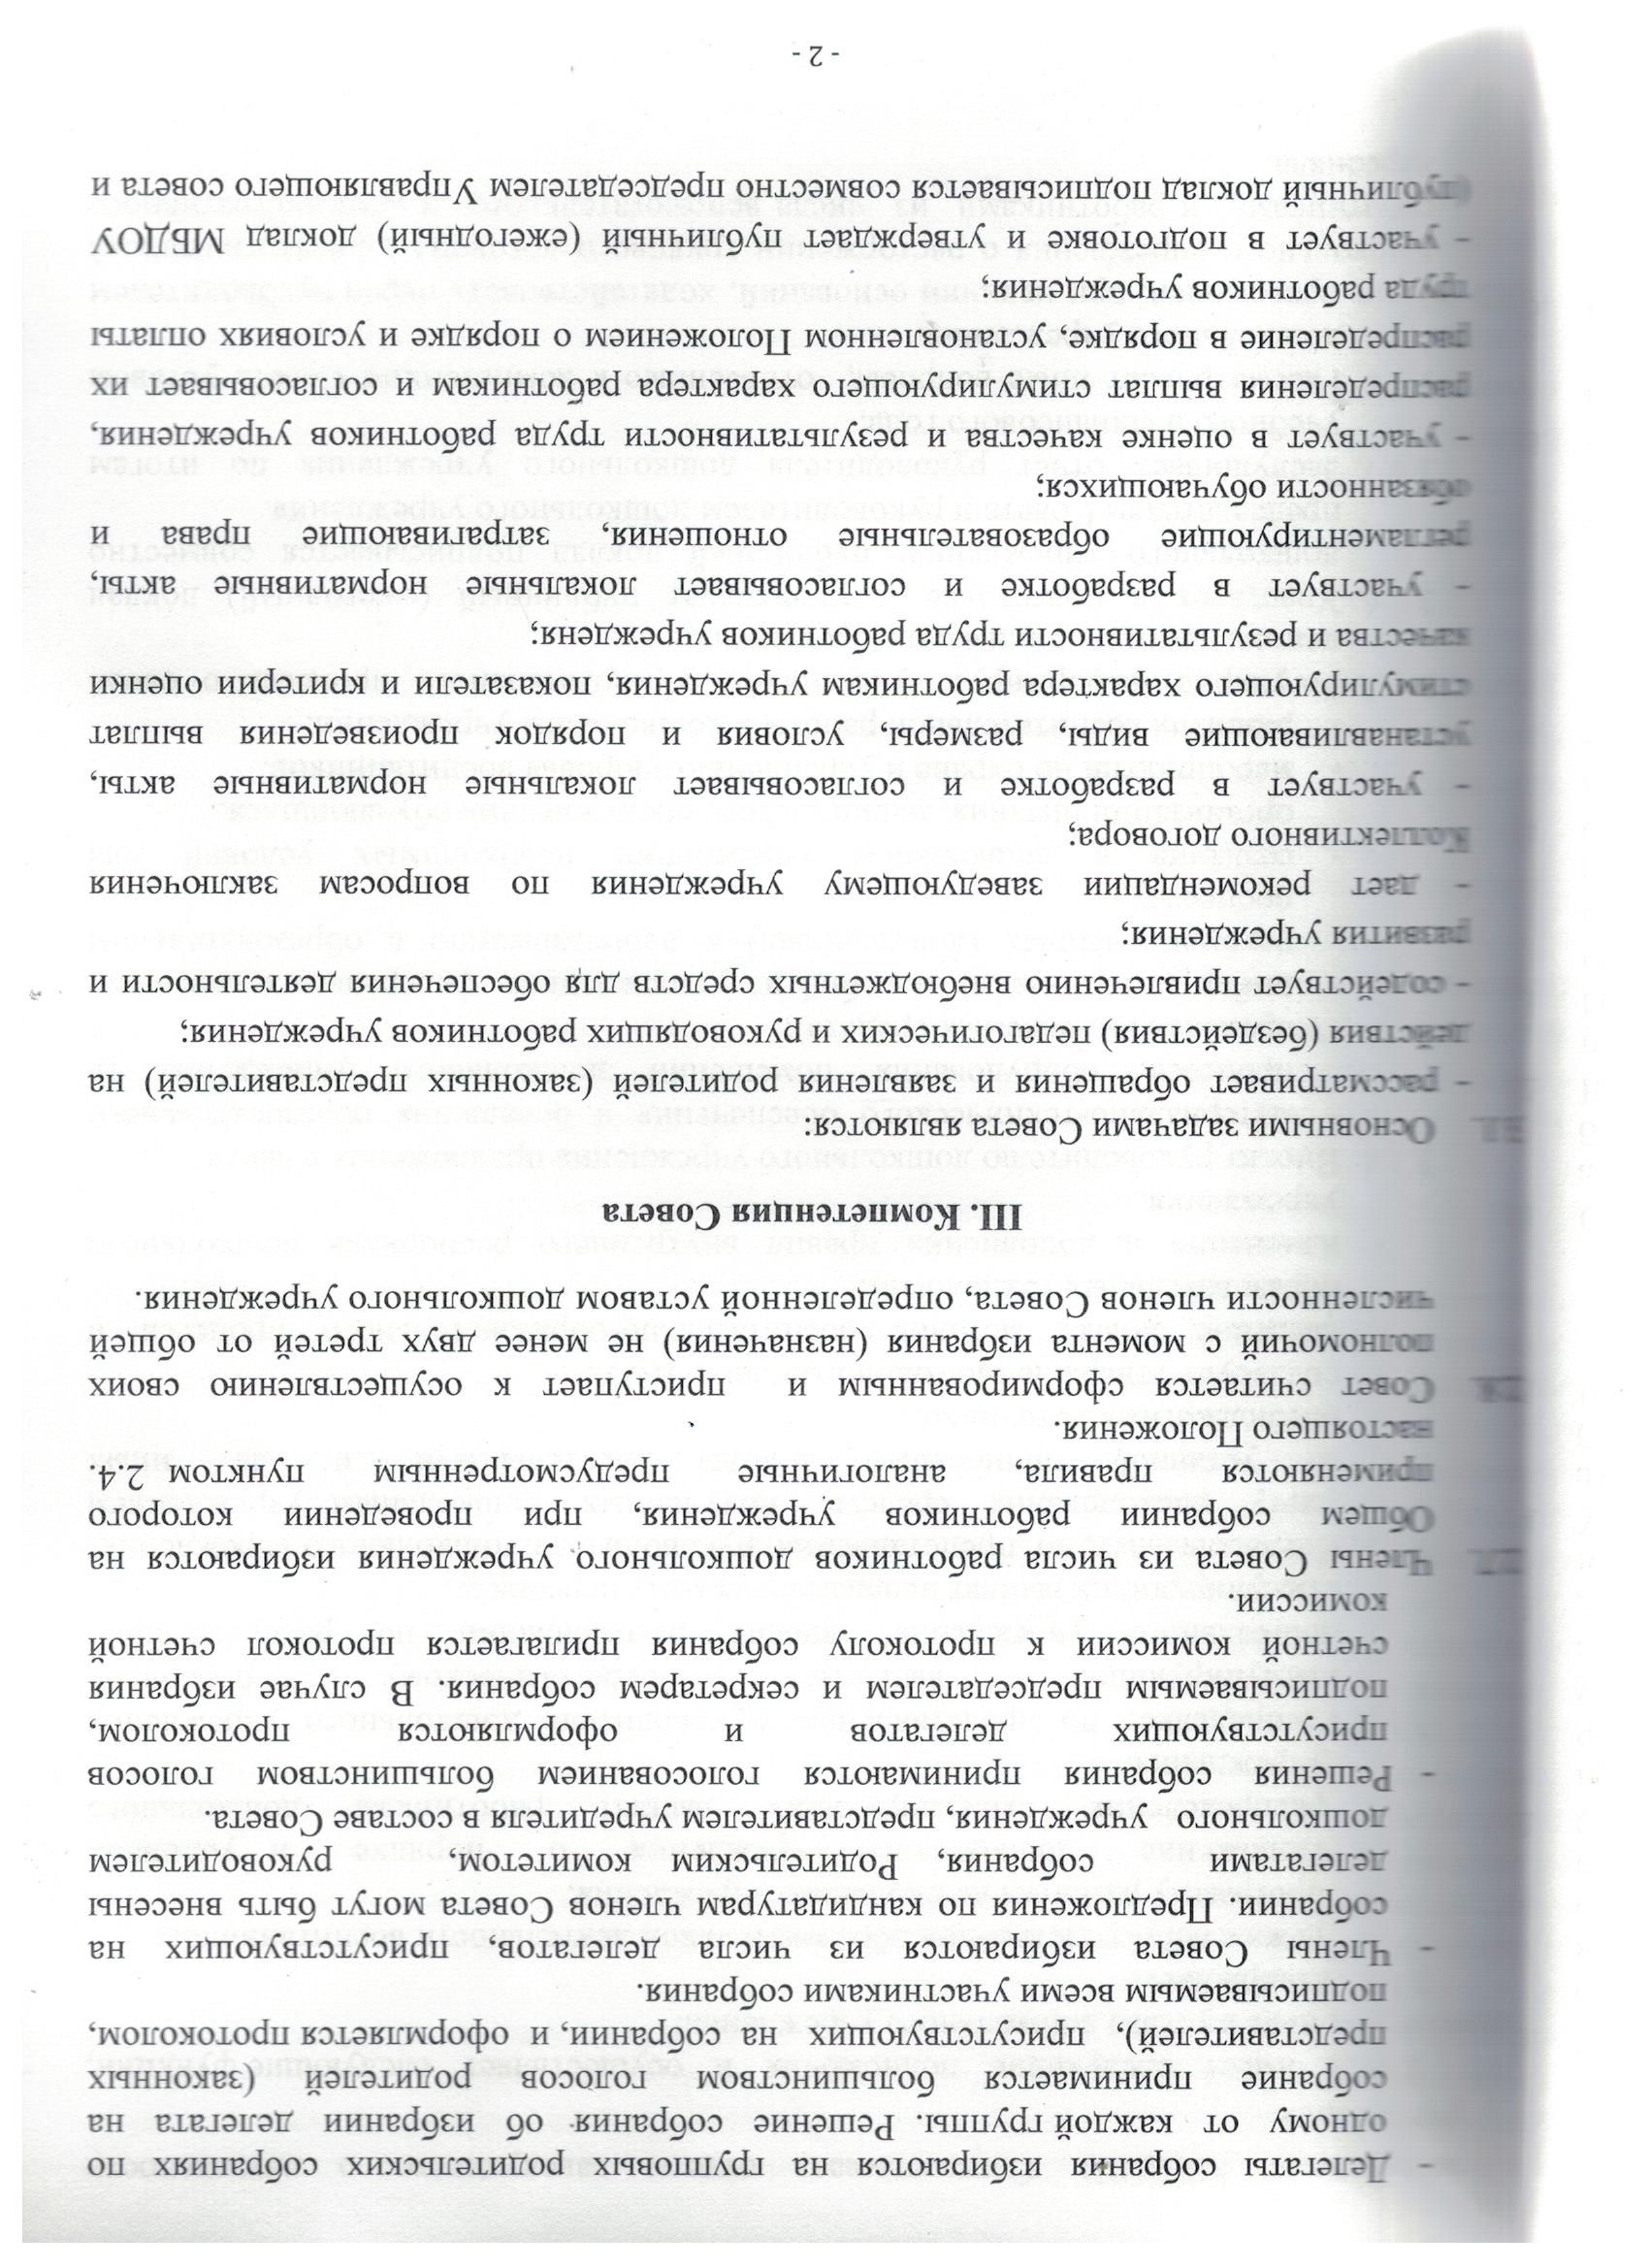 - Делегаты собрания избираются на групповых родительских собраниях по
одному от каждой группы. Решение собрания об избрании делегата на
собрание принимается большинством голосов родителей (законных
представителей), присутствующих на собрании, и оформляется протоколом,
подписываемым всеми участниками собрания.
- Члены Совета избираются из числа делегатов, присутствующих на
собрании. Предложения по кандидатурам членов Совета могут быть внесены
делегатами собрания, Родительским комитетом, руководителем
дошкольного учреждения, представителем учредителя в составе Совета.
- Решения собрания принимаются голосованием большинством голосов
присутствующих делегатов и оформляются протоколом,
подписываемым председателем и секретарем собрания. В случае избрания
счетной комиссии к протоколу собрания прилагается протокол счетной
комиссии.
2.7. Члены Совета из числа работников дошкольного учреждения избираются на
Общем собрании работников учреждения, при проведении которого
применяются правила, аналогичные предусмотренным пунктом 2.4.
настоящего Положения.
2.8. Совет считается сформированным и приступает к осуществлению своих
полномочий с момента избрания (назначения) не менее двух третей от общей
численности членов Совета, определенной уставом дошкольного учреждения.
III. Компетенция Совета
3.1. Основными задачами Совета являются:
- рассматривает обращения и заявления родителей (законных представителей) на
действия (бездействия) педагогических и руководящих работников учреждения;
- содействует привлечению внебюджетных средств для обеспечения деятельности и
развития учреждения;
- дает рекомендации заведующему учреждения по вопросам заключения
Коллективного договора;
- участвует в разработке и согласовывает локальные нормативные акты,
устанавливающие виды, размеры, условия и порядок произведения выплат
стимулирующего характера работникам учреждения, показатели и критерии оценки
качества и результативности труда работников учрежденя;
- участвует в разработке и согласовывает локальные нормативные акты,
регламентирующие образовательные отношения, затрагивающие права и
обязанности обучающихся;
- участвует в оценке качества и результативности труда работников учреждения,
распределения выплат стимулирующего характера работникам и согласовывает их
распределение в порядке, установленном Положением о порядке и условиях оплаты
труда работников учреждения;
- участвует в подготовке и утверждает публичный (ежегодный) доклад МБДОУ
(публичный доклад подписывается совместно председателем Управляющего совета и
- 2 -